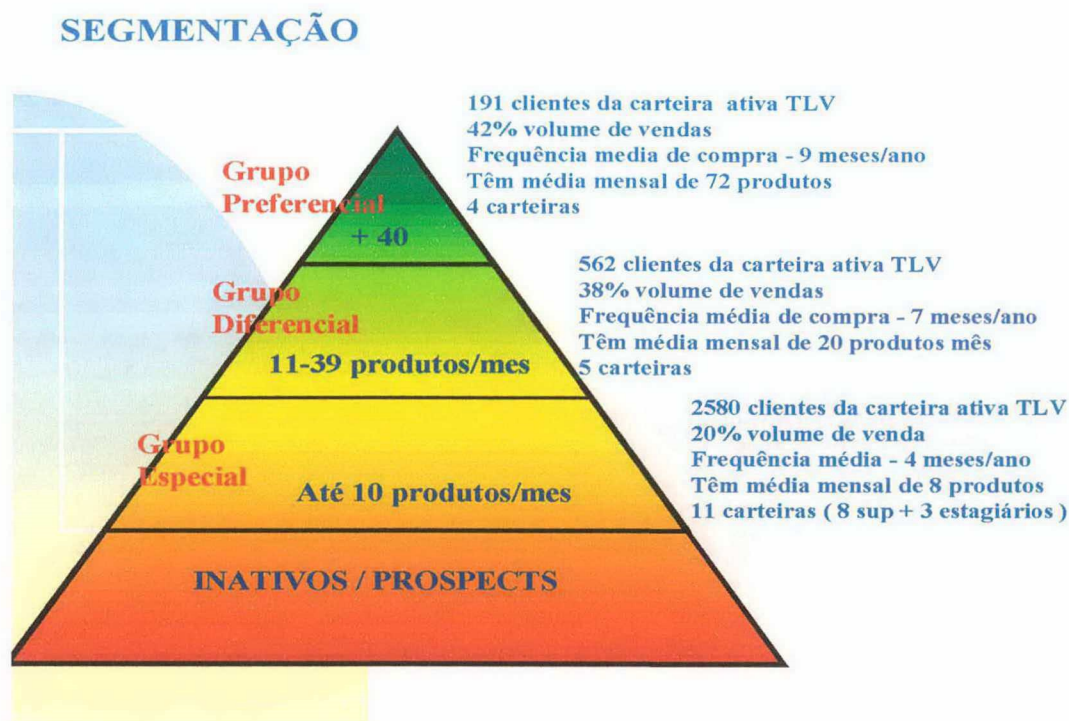 SEGMENTAÇÃO
191 clientes da carteira ativa TLV
42% volume de vendas
Frequência media de compra - 9 meses/ano
Têm média mensal de 72 produtos
4 carteiras
Grupo
Preferencial
+ 40
562 clientes da carteira ativa TLV
38% volume de vendas
Frequência média de compra - 7 meses/ano
Têm média mensal de 20 produtos mês
5 carteiras
Grupo
Diferencial
11-39 produtos/mes
2580 clientes da carteira ativa TLV
20% volume de venda
Frequência média - 4 meses/ano
Têm média mensal de 8 produtos
11 carteiras ( 8 sup + 3 estagiários )
Grupo
Especial
Até 10 produtos/mes
INATIVOS / PROSPECTS